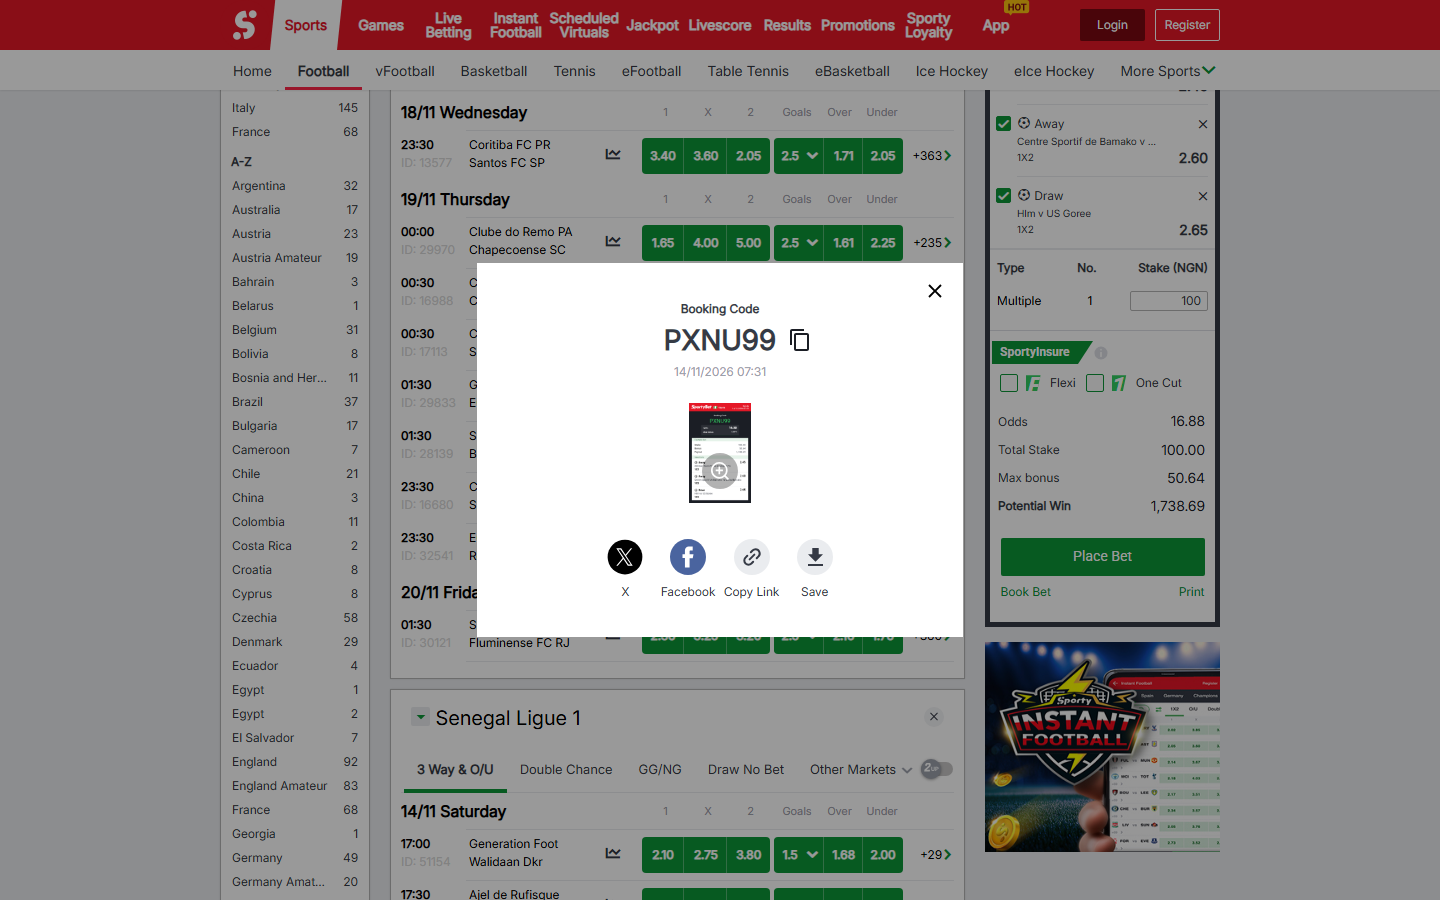 Sports
Games
Live Betting
Instant Football
Scheduled Virtuals
Jackpot
Livescore
Results
Promotions
Sporty Loyalty
App
HOT
Login
Register
Home
Football
vFootball
Basketball
Tennis
eFootball
Table Tennis
eBasketball
Ice Hockey
eIce Hockey
More Sports
Italy 145
France 68
A-Z
Argentina 32
Australia 17
Austria 23
Austria Amateur 19
Bahrain 3
Belarus 1
Belgium 31
Bolivia 8
Bosnia and Her... 11
Brazil 37
Bulgaria 17
Cameroon 7
Chile 21
China 3
Colombia 11
Costa Rica 2
Croatia 8
Cyprus 8
Czechia 58
Denmark 29
Ecuador 4
Egypt 1
Egypt 2
El Salvador 7
England 92
England Amateur 83
France 68
Georgia 1
Germany 49
Germany Amat... 20
18/11 Wednesday 1 X 2 Goals Over Under
23:30 Coritiba FC PR
ID: 13577 Santos FC SP
3.40 3.60 2.05 2.5 1.71 2.05 +363
19/11 Thursday 1 X 2 Goals Over Under
00:00 Clube do Remo PA
ID: 29970 Chapecoense SC
1.65 4.00 5.00 2.5 1.61 2.25 +235
00:30 C
ID: 16988 C
00:30 C
ID: 17113 S
01:30 G
ID: 29833 E
01:30 S
ID: 28139 B
23:30 C
ID: 16680 S
23:30 E
ID: 32541 R
20/11 Frida
01:30 S
ID: 30121 Fluminense FC RJ
Booking Code
PXNU99
14/11/2026 07:31
X
Facebook
Copy Link
Save
Senegal Ligue 1
3 Way & O/U
Double Chance
GG/NG
Draw No Bet
Other Markets
2UP
14/11 Saturday 1 X 2 Goals Over Under
17:00 Generation Foot
ID: 51154 Walidaan Dkr
2.10 2.75 3.80 1.5 1.68 2.00 +29
17:30 Ajel de Rufisque
Away
Centre Sportif de Bamako v ...
1X2 2.60
Draw
Hlm v US Goree
1X2 2.65
Type No. Stake (NGN)
Multiple 1 100
SportyInsure
Flexi
One Cut
Odds 16.88
Total Stake 100.00
Max bonus 50.64
Potential Win 1,738.69
Place Bet
Book Bet
Print
Sporty
INSTANT
FOOTBALL